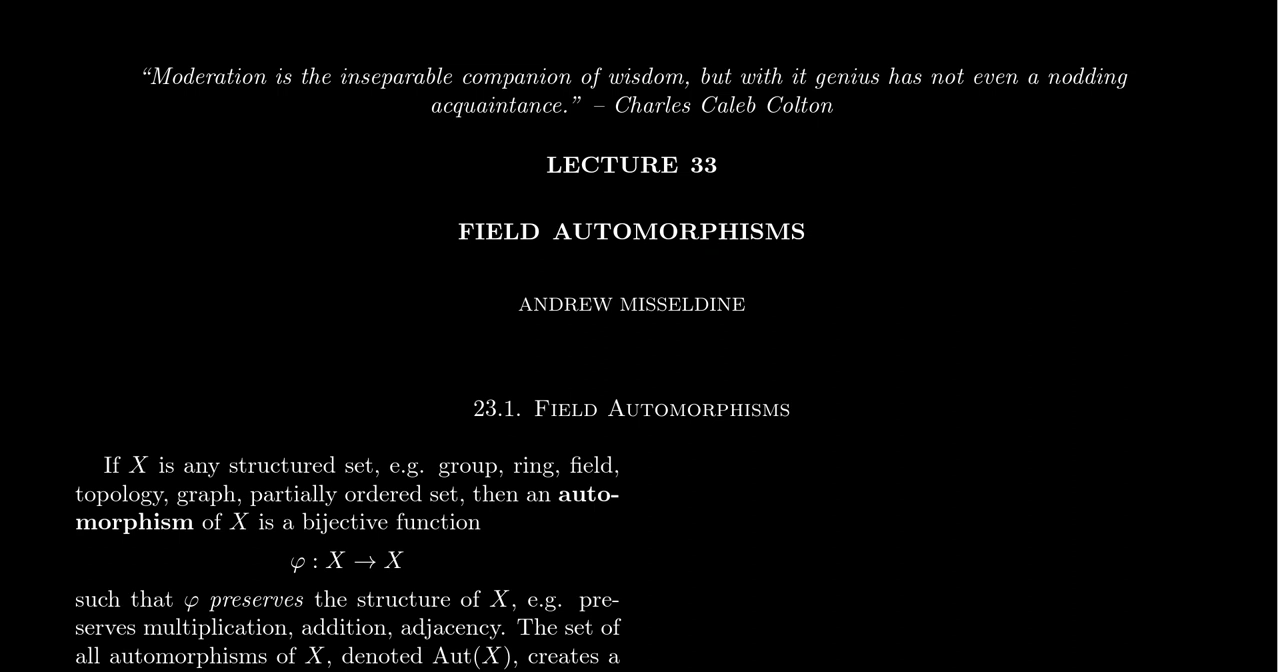 “Moderation is the inseparable companion of wisdom, but with it genius has not even a nodding
acquaintance.” – Charles Caleb Colton
LECTURE 33
FIELD AUTOMORPHISMS
ANDREW MISSELDINE
23.1. Field Automorphisms
If X is any structured set, e.g. group, ring, field,
topology, graph, partially ordered set, then an auto-
morphism of X is a bijective function
φ : X → X
such that φ preserves the structure of X, e.g. pre-
serves multiplication, addition, adjacency. The set of
all automorphisms of X, denoted Aut(X), creates a